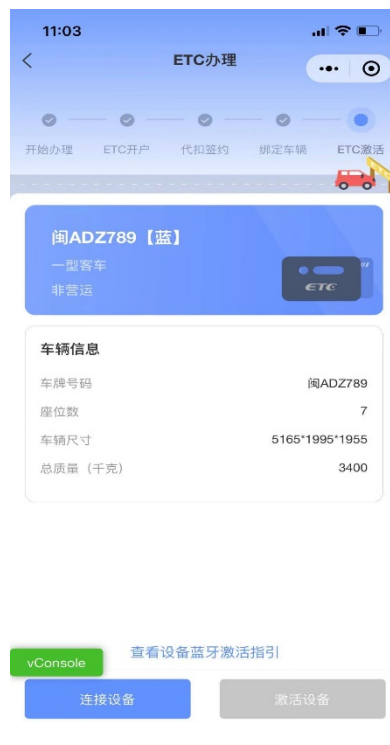 11:03
ETC办理
开始办理 ETC开户 代扣签约 绑定车辆 ETC激活
闽ADZ789【蓝】
一型客车
非营运
ETC
车辆信息
车牌号码 闽ADZ789
座位数 7
车辆尺寸 5165*1995*1955
总质量（千克） 3400
查看设备蓝牙激活指引
vConsole
连接设备 激活设备